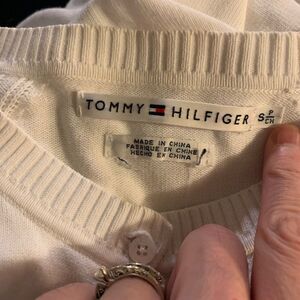 TOMMY HILFIGER S P/CH
MADE IN CHINA
FABRIQUÉ EN CHINE
HECHO EN CHINA